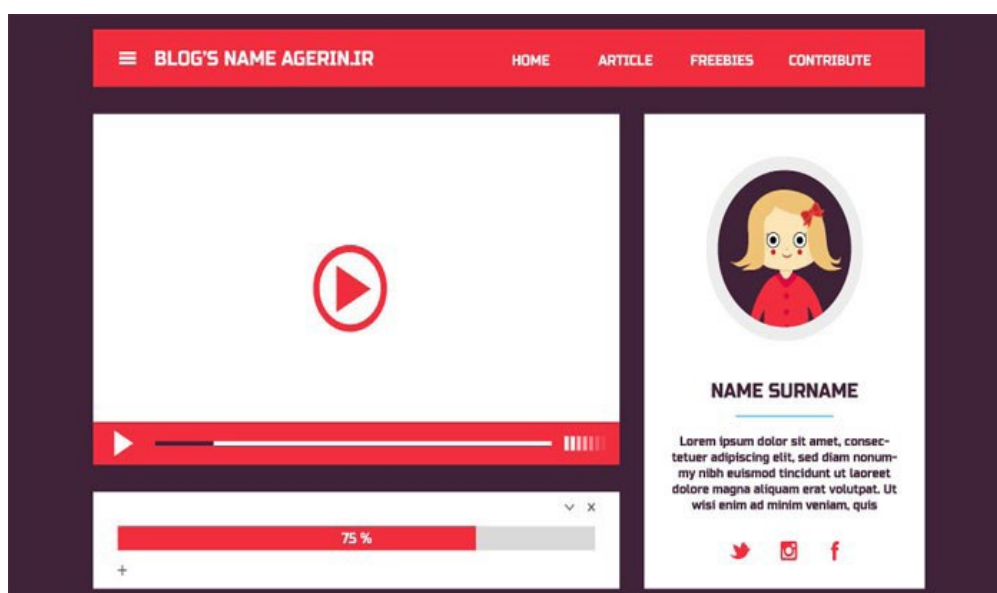 BLOG'S NAME AGERIN.IR
HOME
ARTICLE
FREEBIES
CONTRIBUTE
NAME SURNAME
Lorem ipsum dolor sit amet, consec-
tetuer adipiscing elit, sed diam nonum-
my nibh euismod tincidunt ut laoreet
dolore magna aliquam erat volutpat. Ut
wisi enim ad minim veniam, quis
75 %